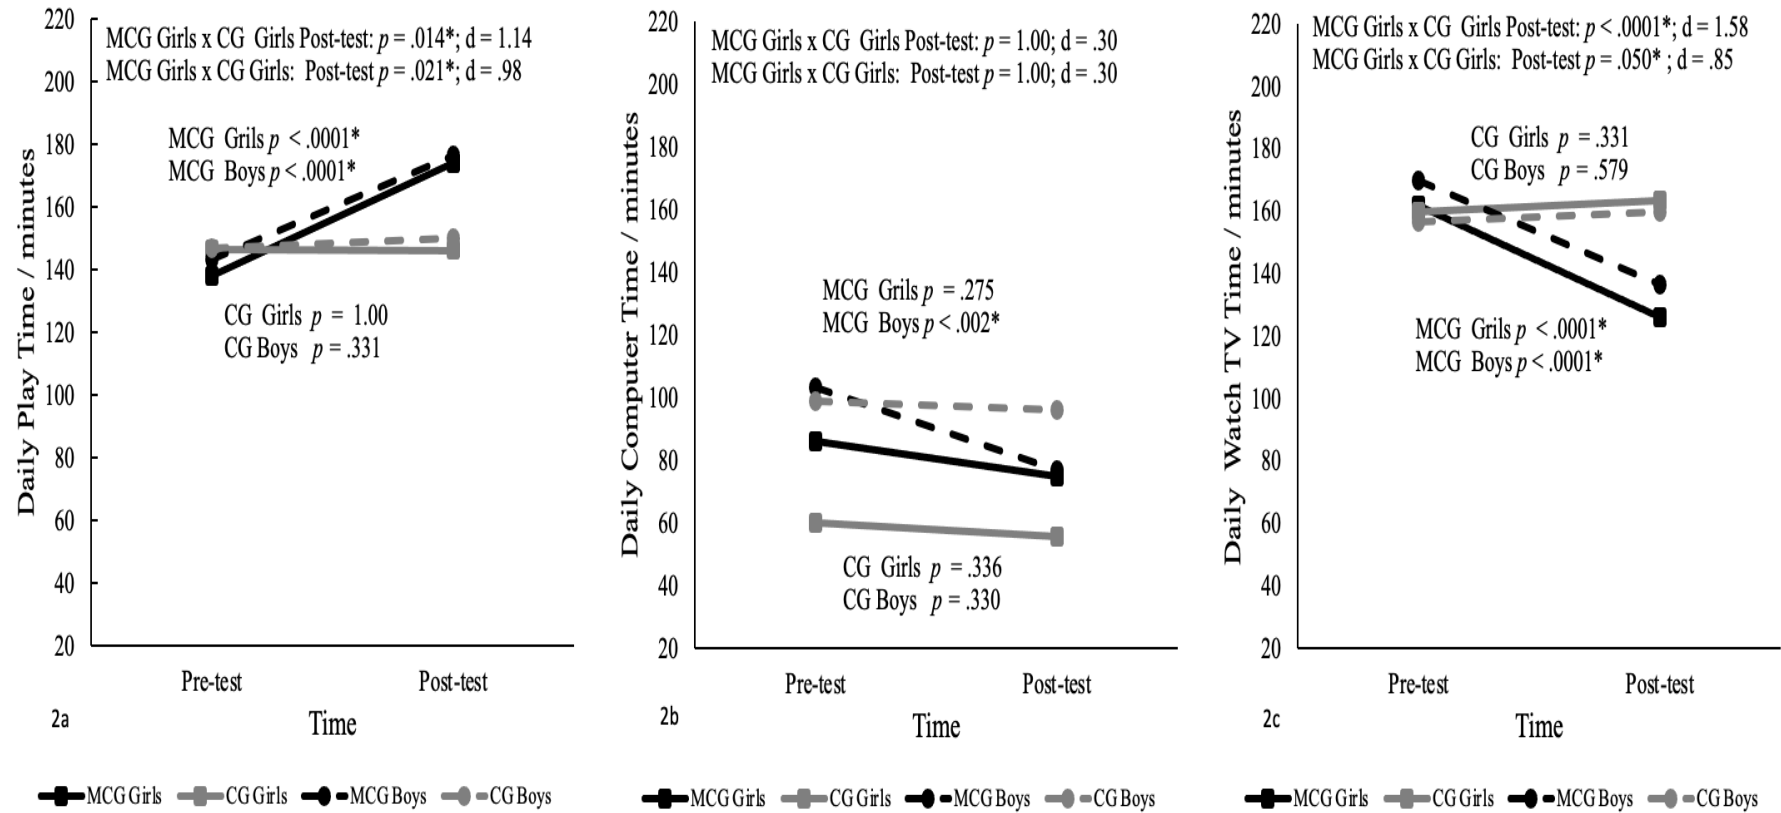 220
200
180
160
140
120
100
80
60
40
20
Daily Play Time / minutes
MCG Girls x CG Girls Post-test: p = .014*; d = 1.14
MCG Girls x CG Girls: Post-test p = .021*; d = .98
MCG Grils p < .0001*
MCG Boys p < .0001*
CG Girls p = 1.00
CG Boys p = .331
Pre-test Post-test
2a
Time
MCG Girls CG Girls MCG Boys CG Boys
220
200
180
160
140
120
100
80
60
40
20
Daily Computer Time / minutes
MCG Girls x CG Girls Post-test: p = 1.00; d = .30
MCG Girls x CG Girls: Post-test p = 1.00; d = .30
MCG Grils p = .275
MCG Boys p < .002*
CG Girls p = .336
CG Boys p = .330
Pre-test Post-test
2b
Time
MCG Girls CG Girls MCG Boys CG Boys
220
200
180
160
140
120
100
80
60
40
20
Daily Watch TV Time / minutes
MCG Girls x CG Girls Post-test: p < .0001*; d = 1.58
MCG Girls x CG Girls: Post-test p = .050* ; d = .85
CG Girls p = .331
CG Boys p = .579
MCG Grils p < .0001*
MCG Boys p < .0001*
Pre-test Post-test
2c
Time
MCG Girls CG Girls MCG Boys CG Boys